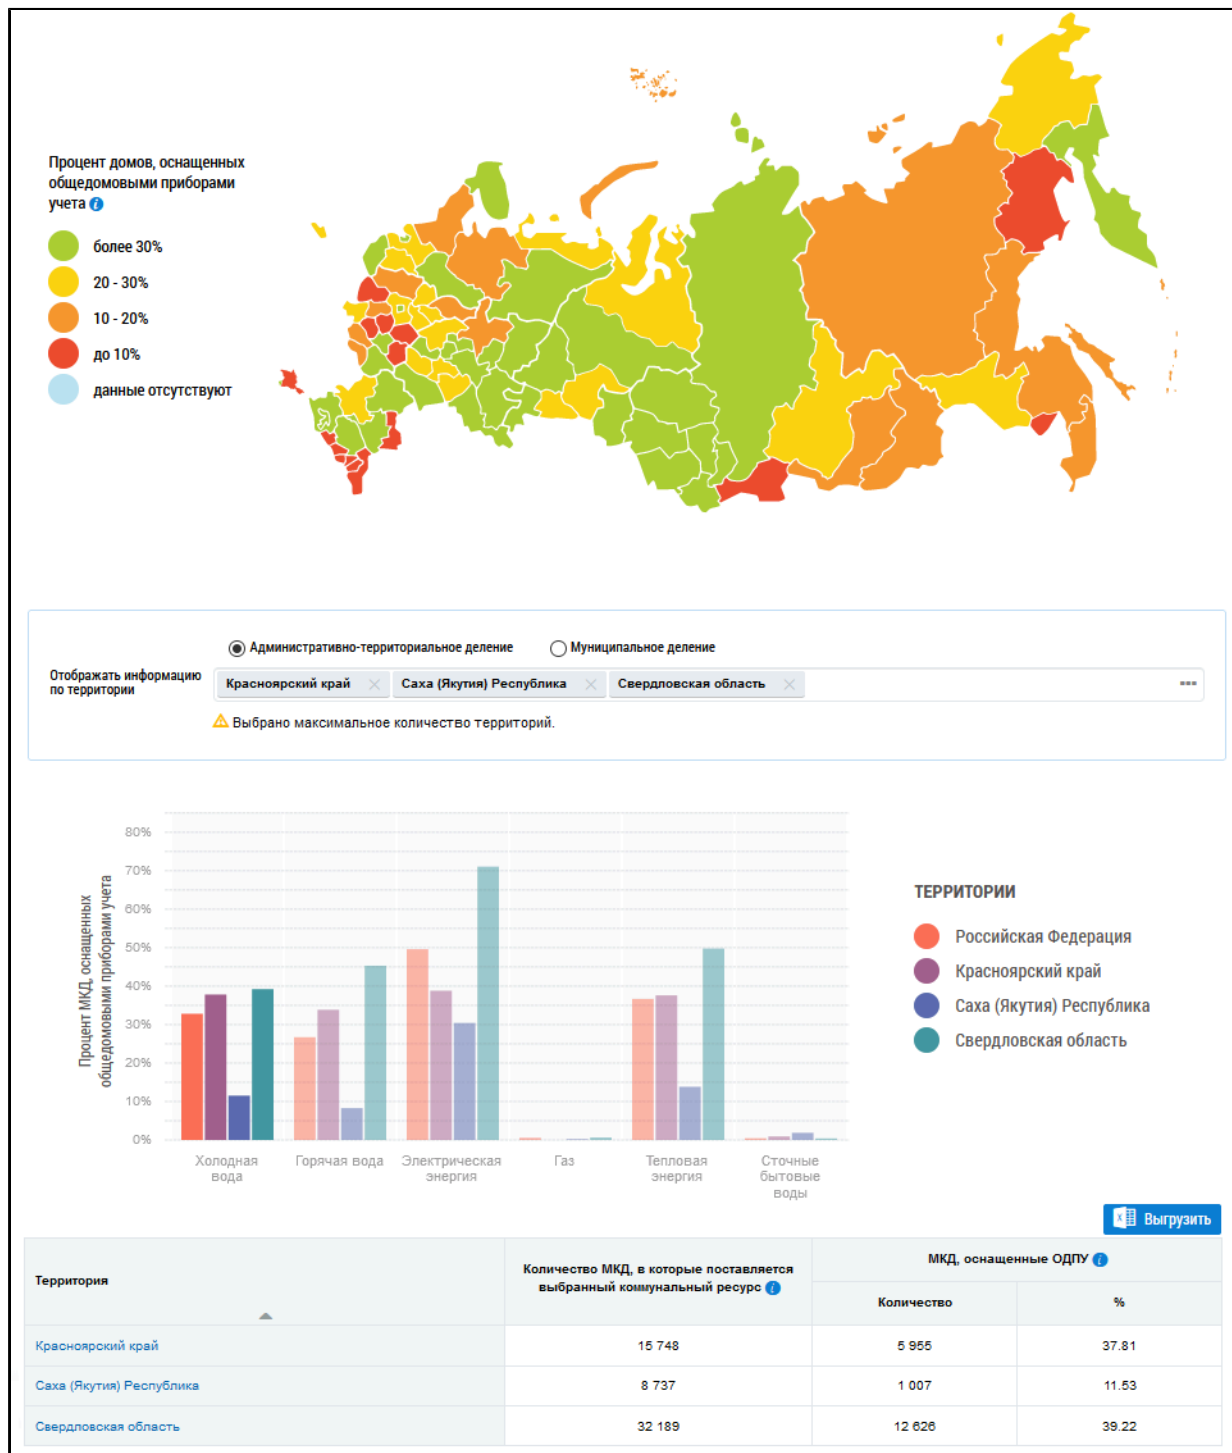 Процент домов, оснащенных
общедомовыми приборами
учета i
более 30%
20 - 30%
10 - 20%
до 10%
данные отсутствуют
Административно-территориальное деление
Муниципальное деление
Отображать информацию
по территории
Красноярский край
Саха (Якутия) Республика
Свердловская область
Выбрано максимальное количество территорий.
Процент МКД, оснащенных
общедомовыми приборами учета
80%
70%
60%
50%
40%
30%
20%
10%
0%
Холодная
вода
Горячая вода
Электрическая
энергия
Газ
Тепловая
энергия
Сточные
бытовые
воды
ТЕРРИТОРИИ
Российская Федерация
Красноярский край
Саха (Якутия) Республика
Свердловская область
Выгрузить
Территория
Количество МКД, в которые поставляется
выбранный коммунальный ресурс i
МКД, оснащенные ОДПУ i
Количество
%
Красноярский край 15 748 5 955 37.81
Саха (Якутия) Республика 8 737 1 007 11.53
Свердловская область 32 189 12 626 39.22